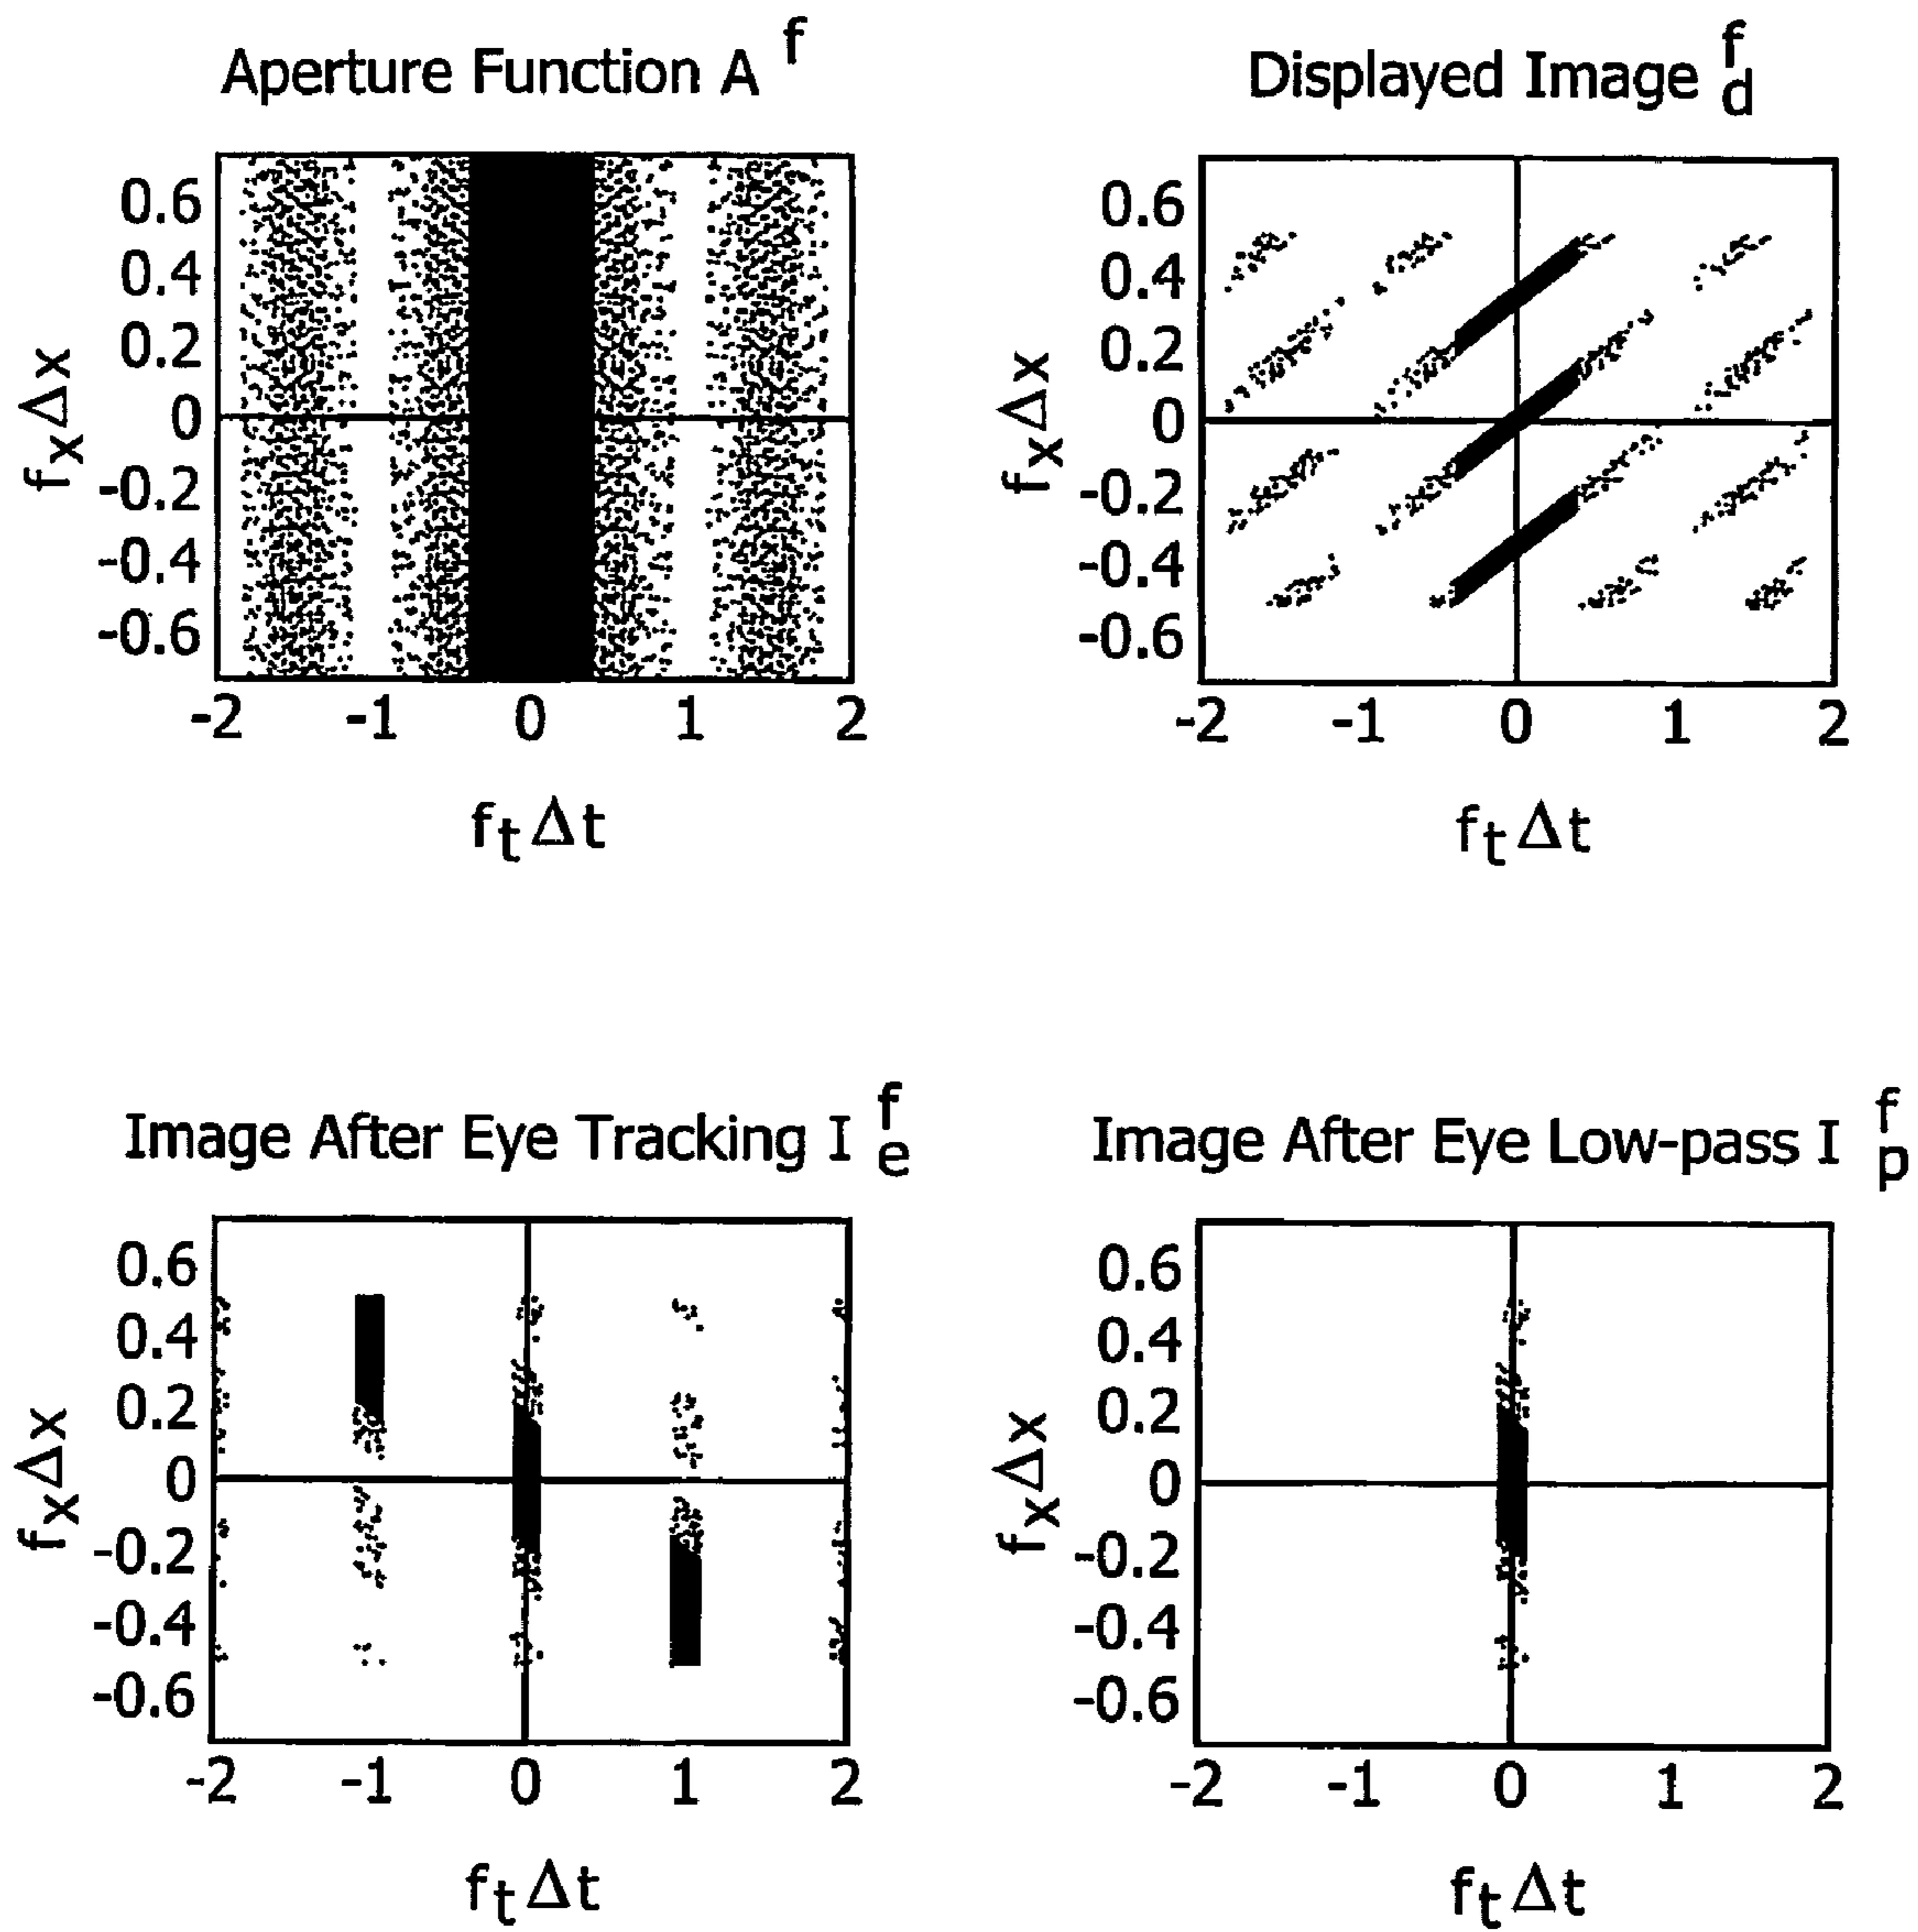 Aperture Function A f
0.6
0.4
0.2
0
-0.2
-0.4
-0.6
fxΔx
-2 -1 0 1 2
ftΔt
Displayed Image f d
0.6
0.4
0.2
0
-0.2
-0.4
-0.6
fxΔx
-2 -1 0 1 2
ftΔt
Image After Eye Tracking I f e
0.6
0.4
0.2
0
-0.2
-0.4
-0.6
fxΔx
-2 -1 0 1 2
ftΔt
Image After Eye Low-pass I f p
0.6
0.4
0.2
0
-0.2
-0.4
-0.6
fxΔx
-2 -1 0 1 2
ftΔt